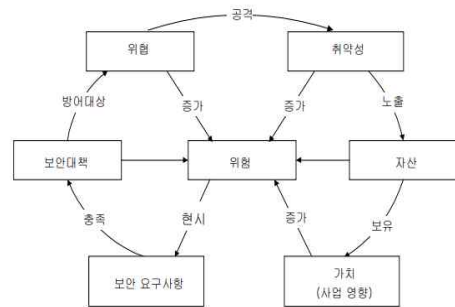 공격
위협
취약성
방어대상
증가
증가
노출
보안대책
위험
자산
충족
현시
증가
보유
보안 요구사항
가치
(사업 영향)